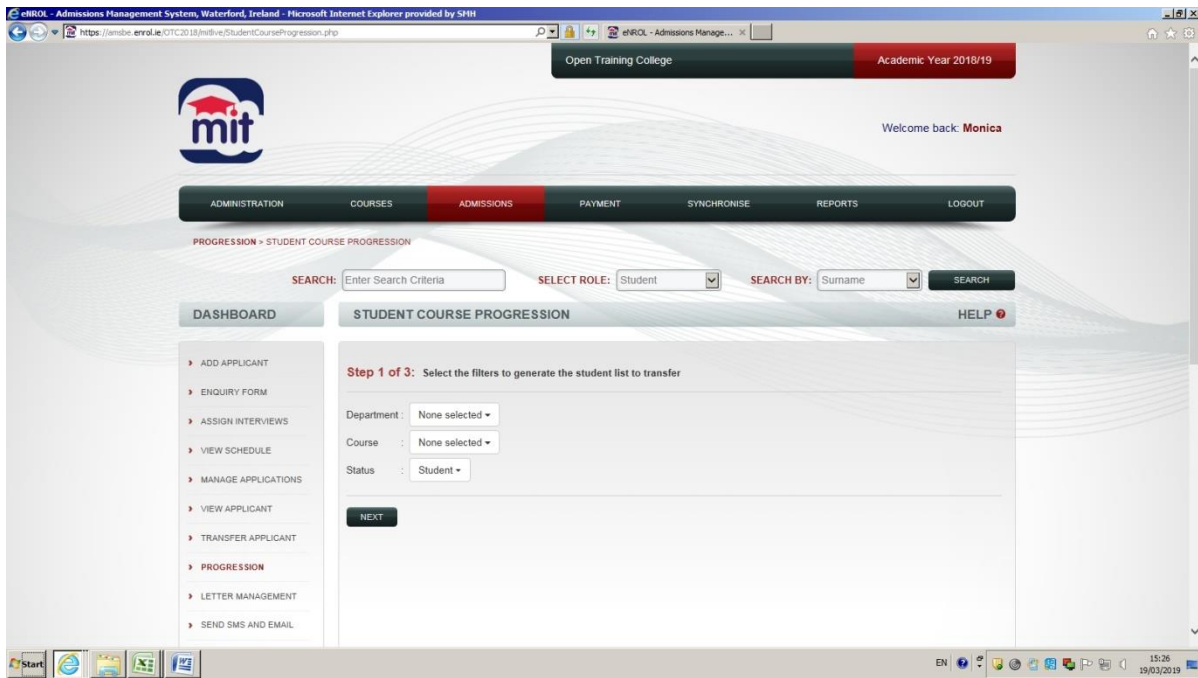 eNROL - Admissions Management System, Waterford, Ireland - Microsoft Internet Explorer provided by SMH
https://amsbe.enrol.ie/OTC2018/mitlive/StudentCourseProgression.php
eNROL - Admissions Manage...
Open Training College
Academic Year 2018/19
mit
Welcome back: Monica
ADMINISTRATION COURSES ADMISSIONS PAYMENT SYNCHRONISE REPORTS LOGOUT
PROGRESSION > STUDENT COURSE PROGRESSION
SEARCH: Enter Search Criteria SELECT ROLE: Student SEARCH BY: Surname SEARCH
DASHBOARD
STUDENT COURSE PROGRESSION
HELP ?
ADD APPLICANT
ENQUIRY FORM
ASSIGN INTERVIEWS
VIEW SCHEDULE
MANAGE APPLICATIONS
VIEW APPLICANT
TRANSFER APPLICANT
PROGRESSION
LETTER MANAGEMENT
SEND SMS AND EMAIL
Step 1 of 3: Select the filters to generate the student list to transfer
Department : None selected
Course : None selected
Status : Student
NEXT
Start
EN
15:26
19/03/2019